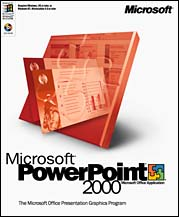 Microsoft
Microsoft
PowerPoint
2000
Microsoft Office Application
The Microsoft Office Presentation Graphics Program